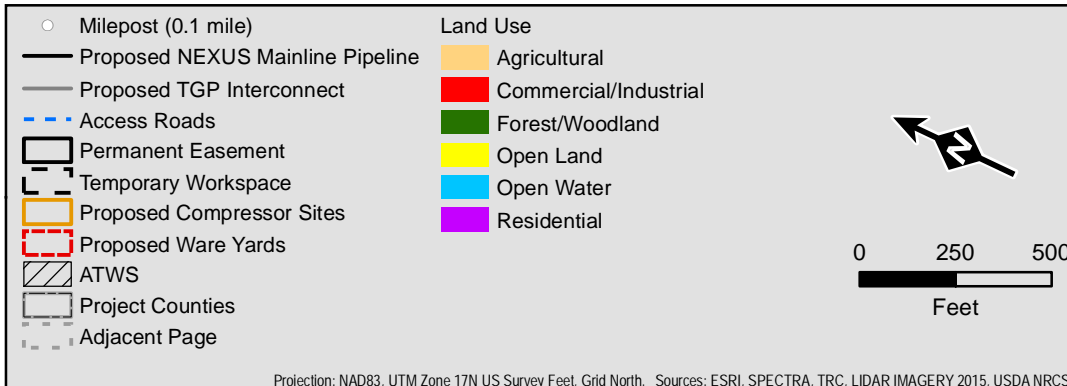 Milepost (0.1 mile)
Proposed NEXUS Mainline Pipeline
Proposed TGP Interconnect
Access Roads
Permanent Easement
Temporary Workspace
Proposed Compressor Sites
Proposed Ware Yards
ATWS
Project Counties
Adjacent Page
Land Use
Agricultural
Commercial/Industrial
Forest/Woodland
Open Land
Open Water
Residential
N
0 250 500
Feet
Projection: NAD83, UTM Zone 17N US Survey Feet, Grid North. Sources: ESRI, SPECTRA, TRC, LIDAR IMAGERY 2015, USDA NRCS